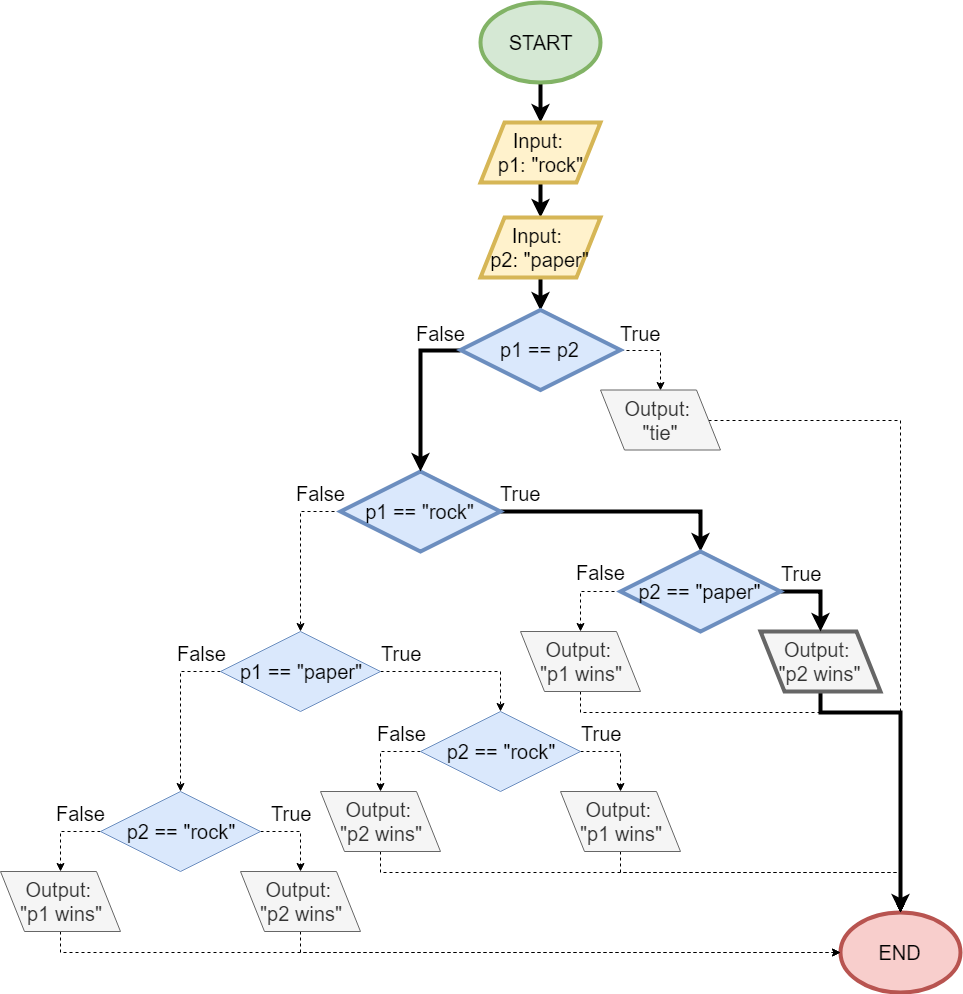 START
Input:
p1: "rock"
Input:
p2: "paper"
False
True
p1 == p2
Output:
"tie"
False
True
p1 == "rock"
False
True
p2 == "paper"
Output:
"p1 wins"
Output:
"p2 wins"
False
True
p1 == "paper"
False
True
p2 == "rock"
Output:
"p2 wins"
Output:
"p1 wins"
False
True
p2 == "rock"
Output:
"p1 wins"
Output:
"p2 wins"
END